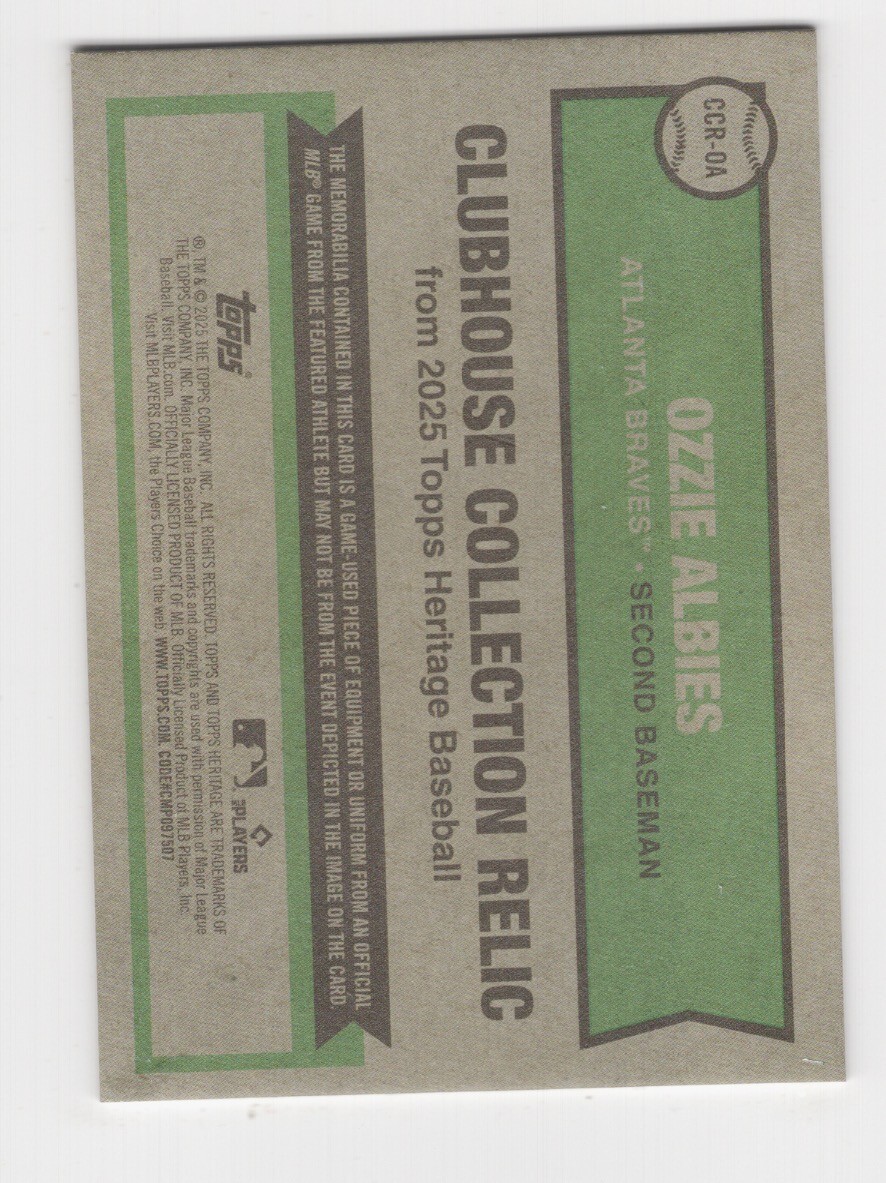 CCR-OA
OZZIE ALBIES
ATLANTA BRAVES™ • SECOND BASEMAN
CLUBHOUSE COLLECTION RELIC
from 2025 Topps Heritage Baseball
THE MEMORABILIA CONTAINED IN THIS CARD IS A GAME-USED PIECE OF EQUIPMENT OR UNIFORM FROM AN OFFICIAL
MLB® GAME FROM THE FEATURED ATHLETE BUT MAY NOT BE FROM THE EVENT DEPICTED IN THE IMAGE ON THE CARD.
topps®
MLB PLAYERS
®, TM & © 2025 THE TOPPS COMPANY, INC. ALL RIGHTS RESERVED. TOPPS AND TOPPS HERITAGE ARE TRADEMARKS OF
THE TOPPS COMPANY, INC. Major League Baseball trademarks and copyrights are used with permission of Major League
Baseball. Visit MLB.com. OFFICIALLY LICENSED PRODUCT OF MLB. Officially Licensed Product of MLB Players, Inc.
Visit MLBPLAYERS.COM, the Players Choice on the web. WWW.TOPPS.COM. CODE#CMP097507